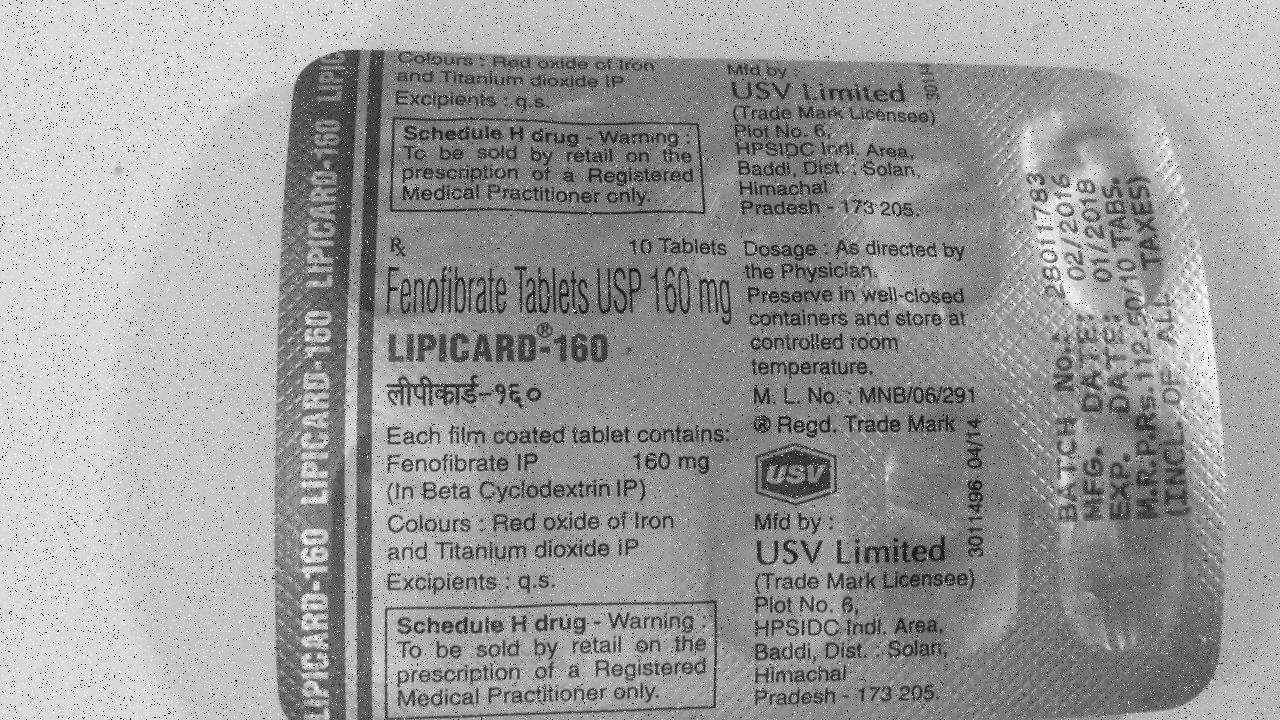 Colours : Red oxide of Iron
and Titanium dioxide IP
Excipients : q.s.
Schedule H drug - Warning :
To be sold by retail on the
prescription of a Registered
Medical Practitioner only.
Rx
10 Tablets
Fenofibrate Tablets USP 160 mg
LIPICARD®-160
लीपीकार्ड-१६०
Each film coated tablet contains:
Fenofibrate IP 160 mg
(In Beta Cyclodextrin IP)
Colours : Red oxide of Iron
and Titanium dioxide IP
Excipients : q.s.
Schedule H drug - Warning :
To be sold by retail on the
prescription of a Registered
Medical Practitioner only.
Mfd by :
USV Limited
(Trade Mark Licensee)
Plot No. 6,
HPSIDC Indl. Area,
Baddi, Dist. : Solan,
Himachal
Pradesh - 173 205.
Dosage : As directed by
the Physician.
Preserve in well-closed
containers and store at
controlled room
temperature.
M. L. No. : MNB/06/291
® Regd. Trade Mark
USV
Mfd by :
USV Limited
(Trade Mark Licensee)
Plot No. 6,
HPSIDC Indl. Area,
Baddi, Dist. : Solan,
Himachal
Pradesh - 173 205.
3011486 04/14
BATCH No.: 28011783
MFG. DATE: 02/2016
EXP. DATE: 01/2018
M.R.P.Rs.112.50/10 TABS.
(INCL. OF ALL TAXES)
LIPICARD-160 LIPICARD-160 LIPICARD-160 LIPICARD-160 LIPIC